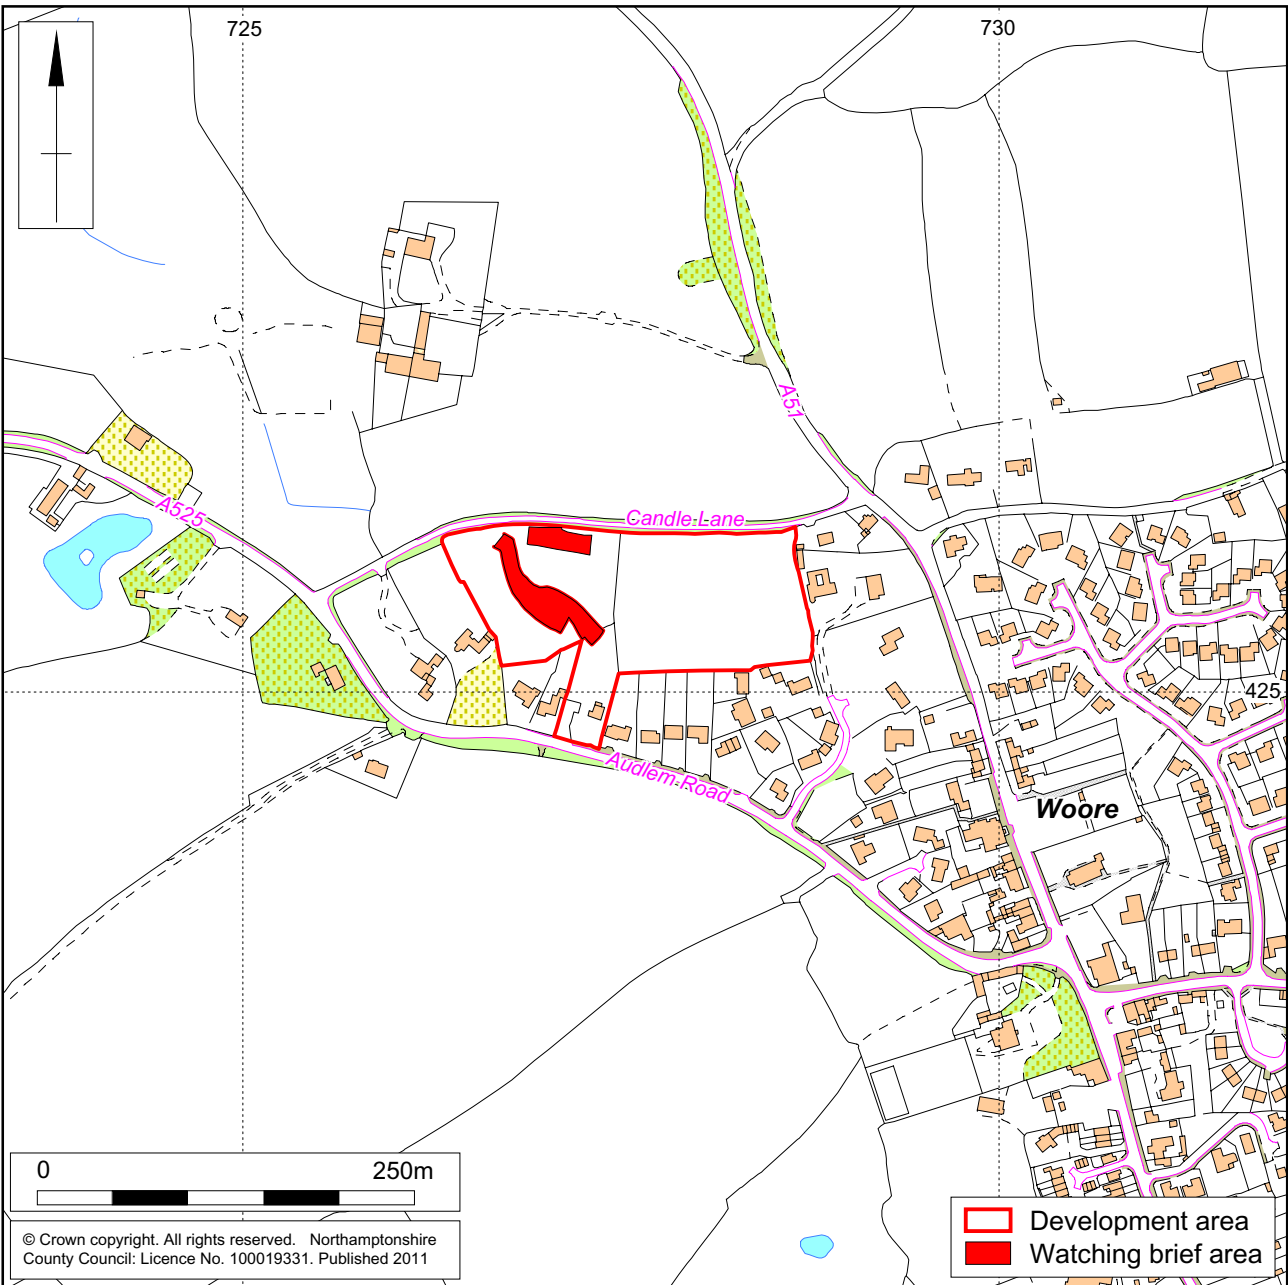 725
730
A51
A525
Candle Lane
425
Audlem Road
Woore
0 250m
© Crown copyright. All rights reserved. Northamptonshire
County Council: Licence No. 100019331. Published 2011
Development area
Watching brief area